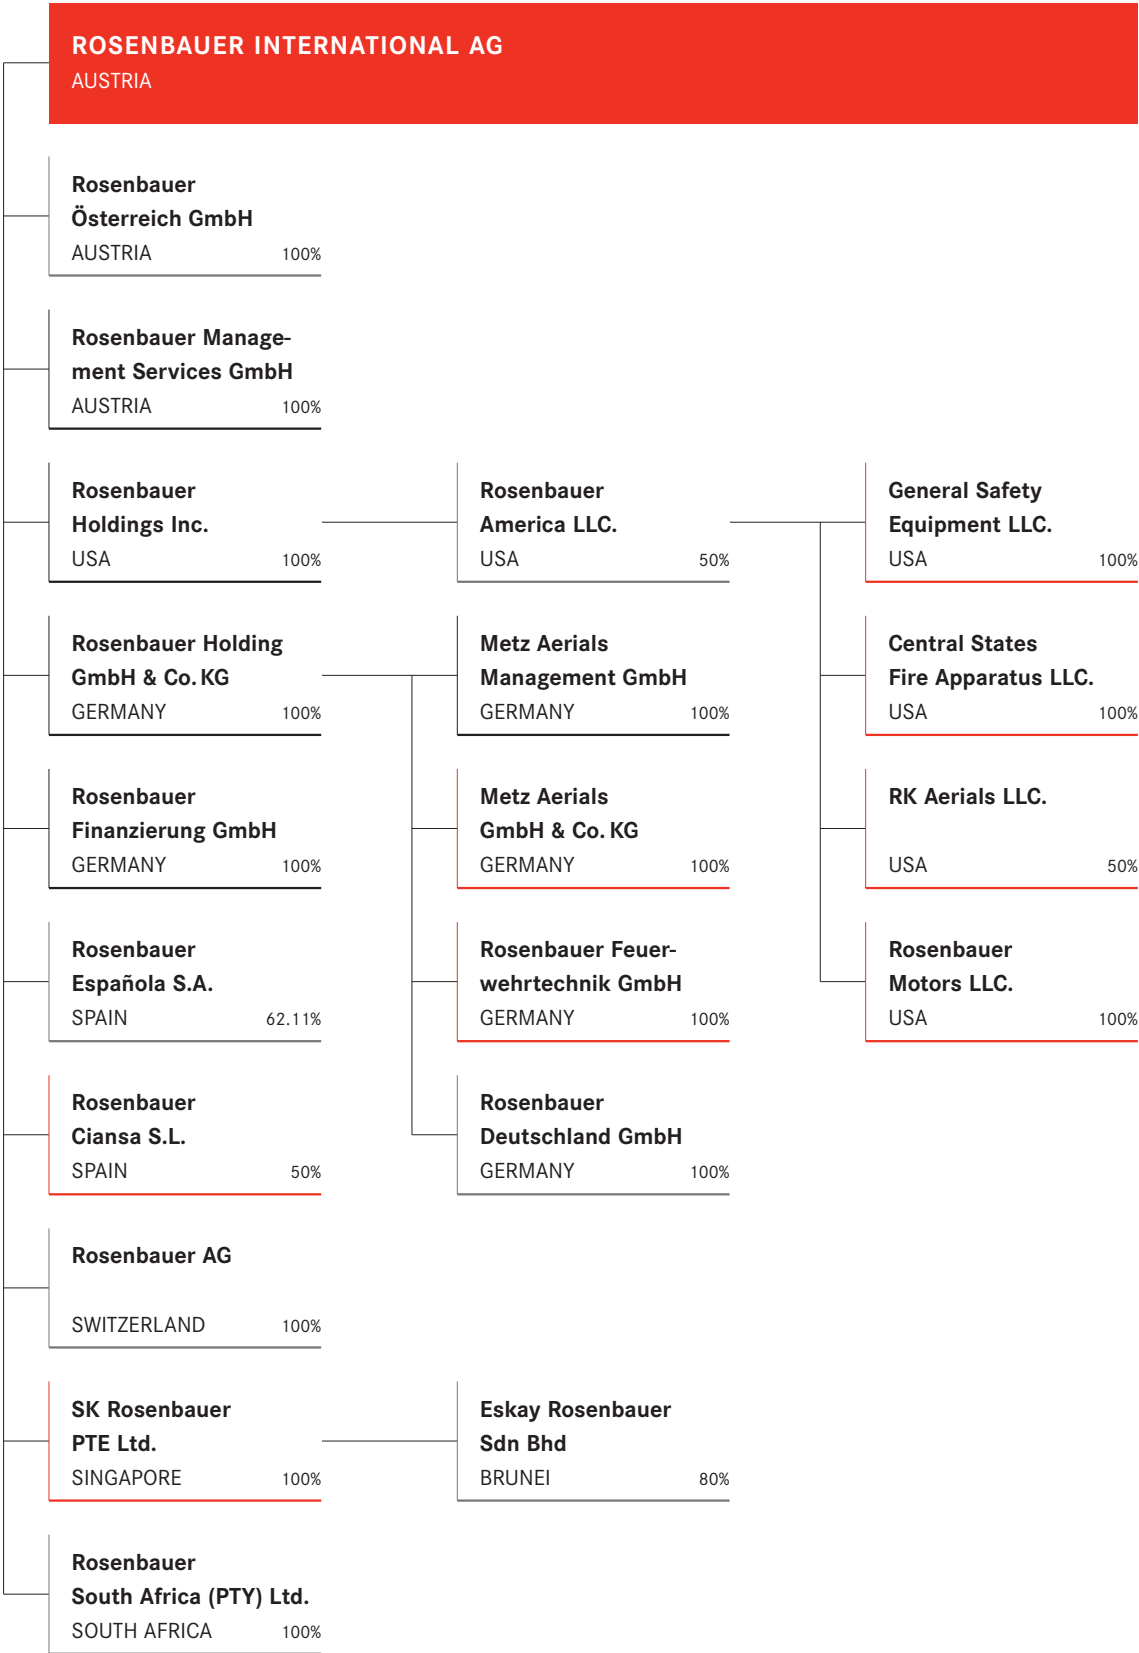 ROSENBAUER INTERNATIONAL AG
AUSTRIA
Rosenbauer
Österreich GmbH
AUSTRIA 100%
Rosenbauer Manage-
ment Services GmbH
AUSTRIA 100%
Rosenbauer
Holdings Inc.
USA 100%
Rosenbauer
America LLC.
USA 50%
General Safety
Equipment LLC.
USA 100%
Rosenbauer Holding
GmbH & Co. KG
GERMANY 100%
Metz Aerials
Management GmbH
GERMANY 100%
Central States
Fire Apparatus LLC.
USA 100%
Rosenbauer
Finanzierung GmbH
GERMANY 100%
Metz Aerials
GmbH & Co. KG
GERMANY 100%
RK Aerials LLC.
USA 50%
Rosenbauer
Española S.A.
SPAIN 62.11%
Rosenbauer Feuer-
wehrtechnik GmbH
GERMANY 100%
Rosenbauer
Motors LLC.
USA 100%
Rosenbauer
Ciansa S.L.
SPAIN 50%
Rosenbauer
Deutschland GmbH
GERMANY 100%
Rosenbauer AG
SWITZERLAND 100%
SK Rosenbauer
PTE Ltd.
SINGAPORE 100%
Eskay Rosenbauer
Sdn Bhd
BRUNEI 80%
Rosenbauer
South Africa (PTY) Ltd.
SOUTH AFRICA 100%